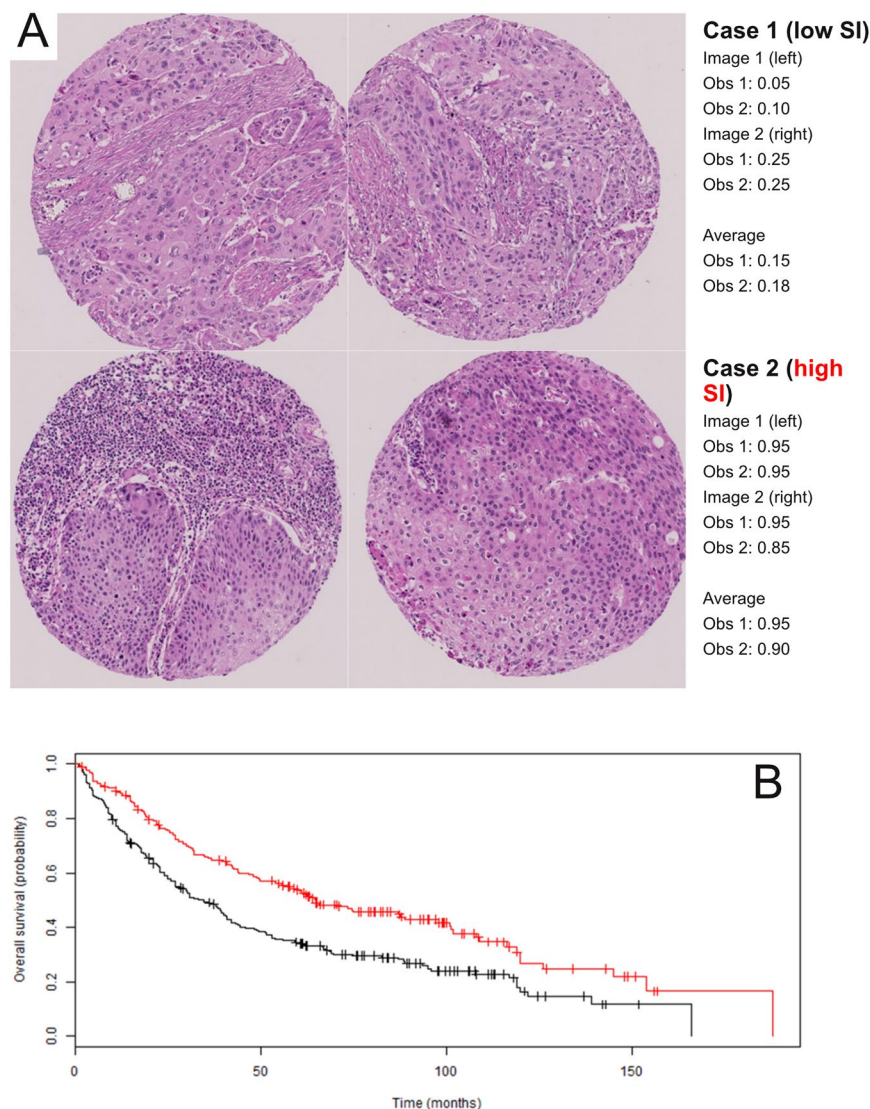 A
Case 1 (low SI)
Image 1 (left)
Obs 1: 0.05
Obs 2: 0.10
Image 2 (right)
Obs 1: 0.25
Obs 2: 0.25
Average
Obs 1: 0.15
Obs 2: 0.18
Case 2 (high
SI)
Image 1 (left)
Obs 1: 0.95
Obs 2: 0.95
Image 2 (right)
Obs 1: 0.95
Obs 2: 0.85
Average
Obs 1: 0.95
Obs 2: 0.90
B
Overall survival (probability)
1.0
0.8
0.6
0.4
0.2
0.0
0 50 100 150
Time (months)